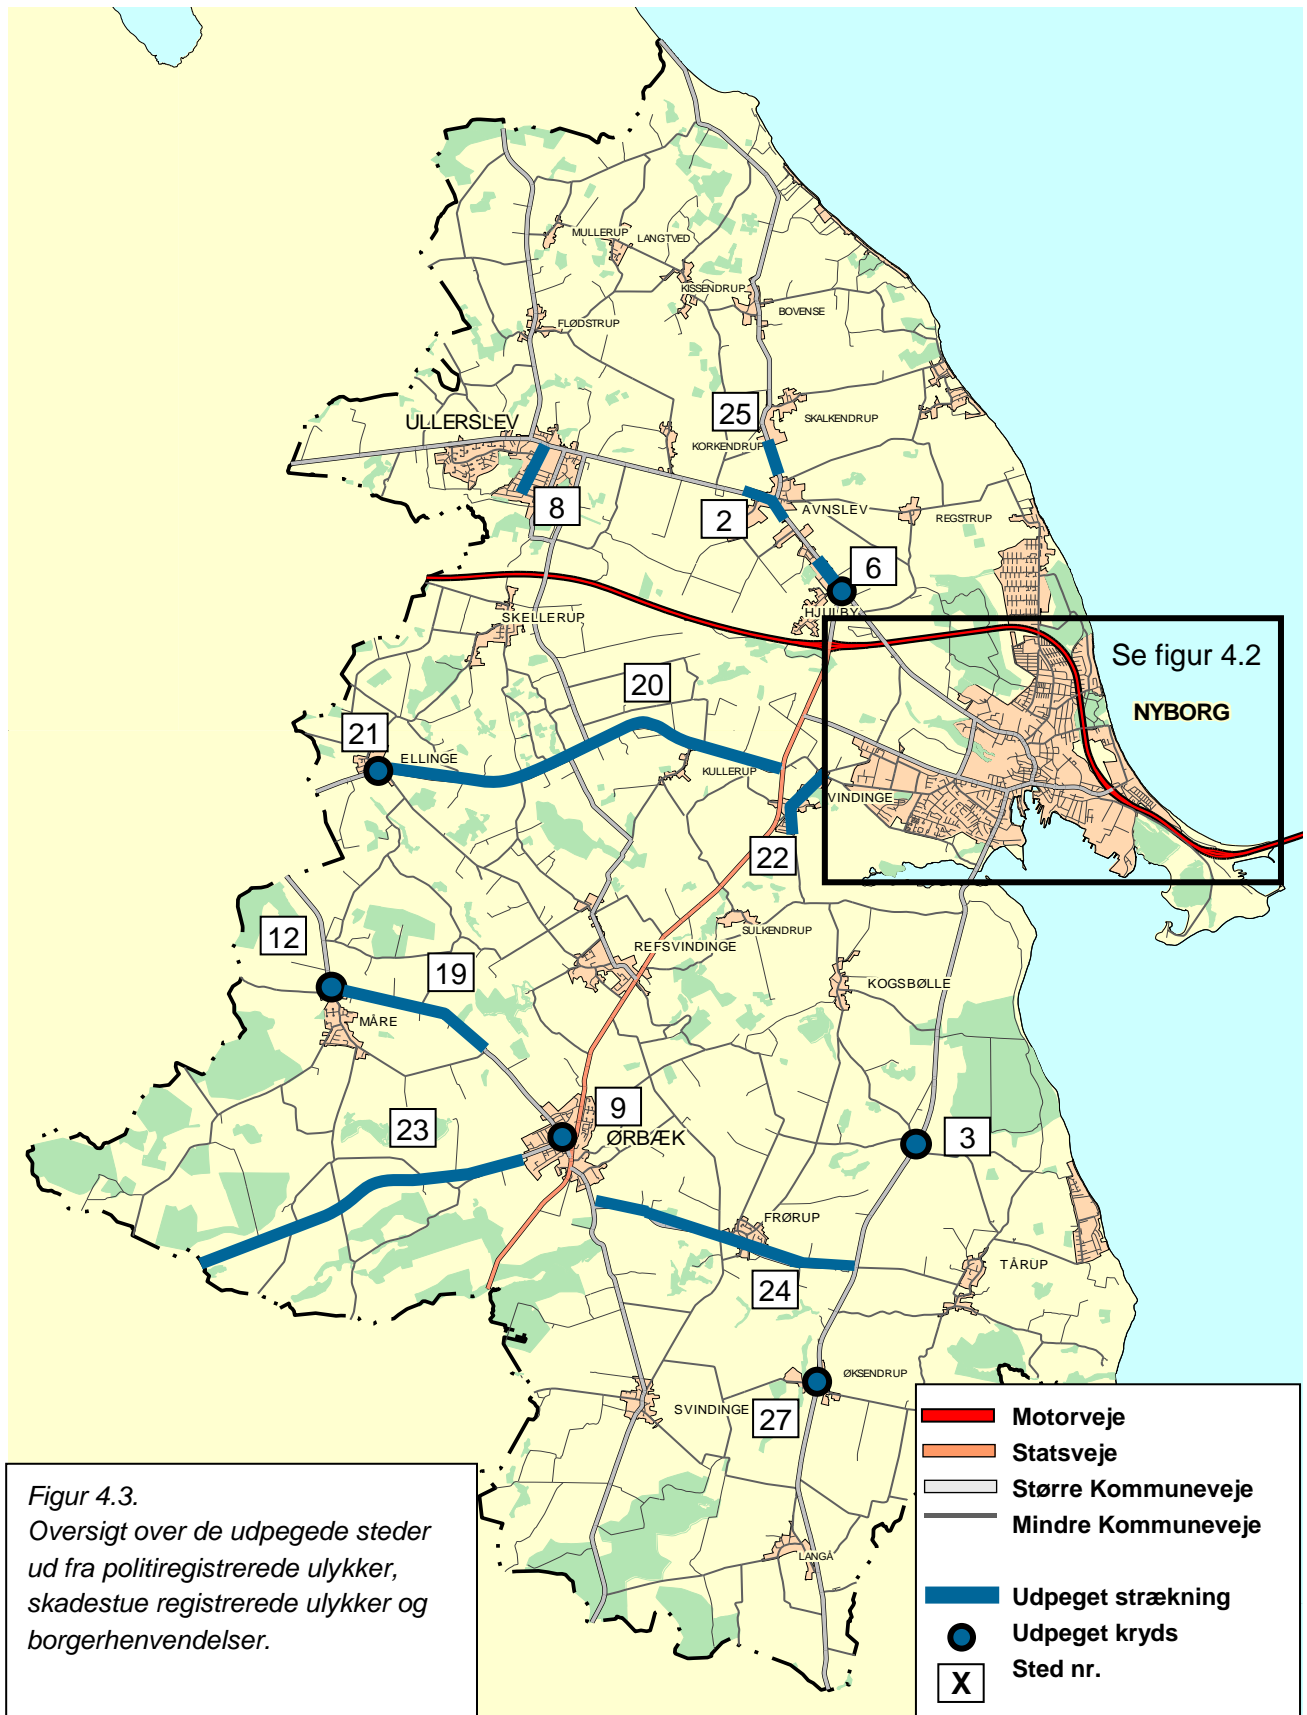 MULLERUP
LANGTVED
KISSENDRUP
BOVENSE
FLØDSTRUP
25
SKALKENDRUP
ULLERSLEV
KORKENDRUP
8
2
AVNSLEV
REGSTRUP
6
HJULBY
SKELLERUP
Se figur 4.2
NYBORG
20
21
ELLINGE
KULLERUP
VINDINGE
22
12
19
REFSVINDINGE
SULKENDRUP
KOGSBØLLE
MÅRE
9
ØRBÆK
23
3
FRØRUP
TÅRUP
24
ØKSENDRUP
SVINDINGE
27
LANGÅ
Motorveje
Statsveje
Større Kommuneveje
Mindre Kommuneveje
Udpeget strækning
Udpeget kryds
X
Sted nr.
Figur 4.3.
Oversigt over de udpegede steder
ud fra politiregistrerede ulykker,
skadestue registrerede ulykker og
borgerhenvendelser.